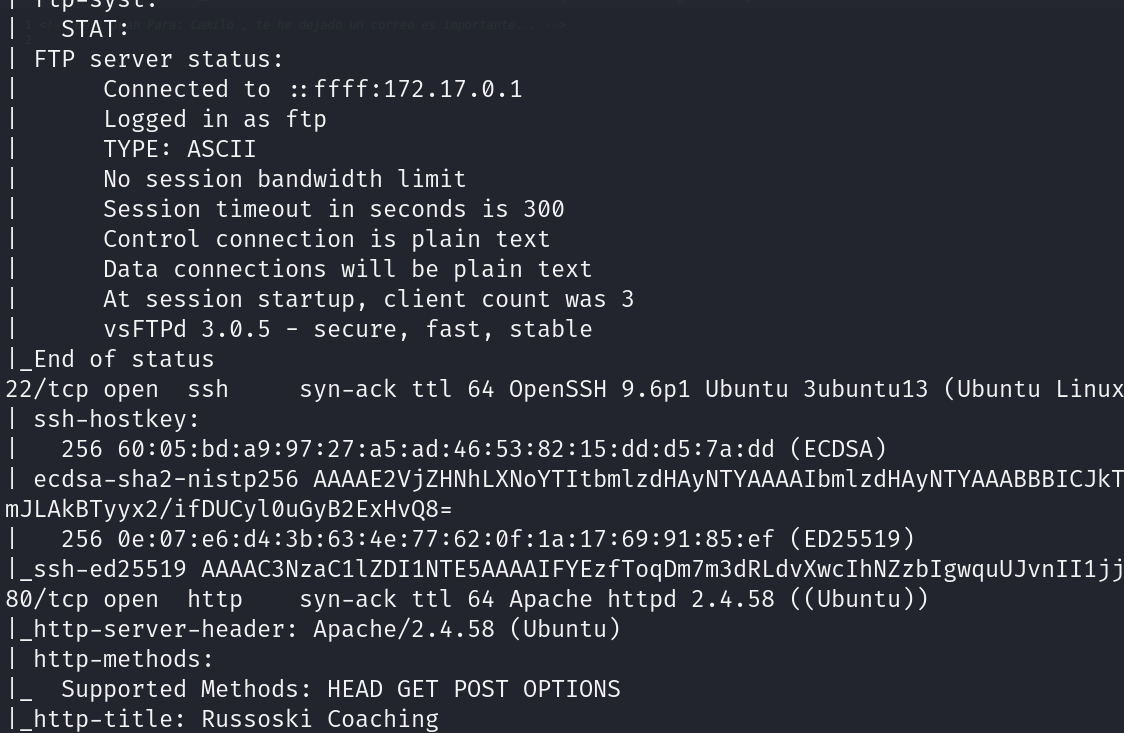 | ftp-syst:
|   STAT:
| FTP server status:
|      Connected to ::ffff:172.17.0.1
|      Logged in as ftp
|      TYPE: ASCII
|      No session bandwidth limit
|      Session timeout in seconds is 300
|      Control connection is plain text
|      Data connections will be plain text
|      At session startup, client count was 3
|      vsFTPd 3.0.5 - secure, fast, stable
|_End of status
22/tcp open  ssh     syn-ack ttl 64 OpenSSH 9.6p1 Ubuntu 3ubuntu13 (Ubuntu Linux
| ssh-hostkey:
|   256 60:05:bd:a9:97:27:a5:ad:46:53:82:15:dd:d5:7a:dd (ECDSA)
| ecdsa-sha2-nistp256 AAAAE2VjZHNhLXNoYTItbmlzdHAyNTYAAAAIbmlzdHAyNTYAAABBBICJkT
mJLAkBTyyx2/ifDUCyl0uGyB2ExHvQ8=
|   256 0e:07:e6:d4:3b:63:4e:77:62:0f:1a:17:69:91:85:ef (ED25519)
|_ssh-ed25519 AAAAC3NzaC1lZDI1NTE5AAAAIFYEzfToqDm7m3dRLdvXwcIhNZzbIgwquUJvnII1jj
80/tcp open  http    syn-ack ttl 64 Apache httpd 2.4.58 ((Ubuntu))
|_http-server-header: Apache/2.4.58 (Ubuntu)
| http-methods:
|_  Supported Methods: HEAD GET POST OPTIONS
|_http-title: Russoski Coaching